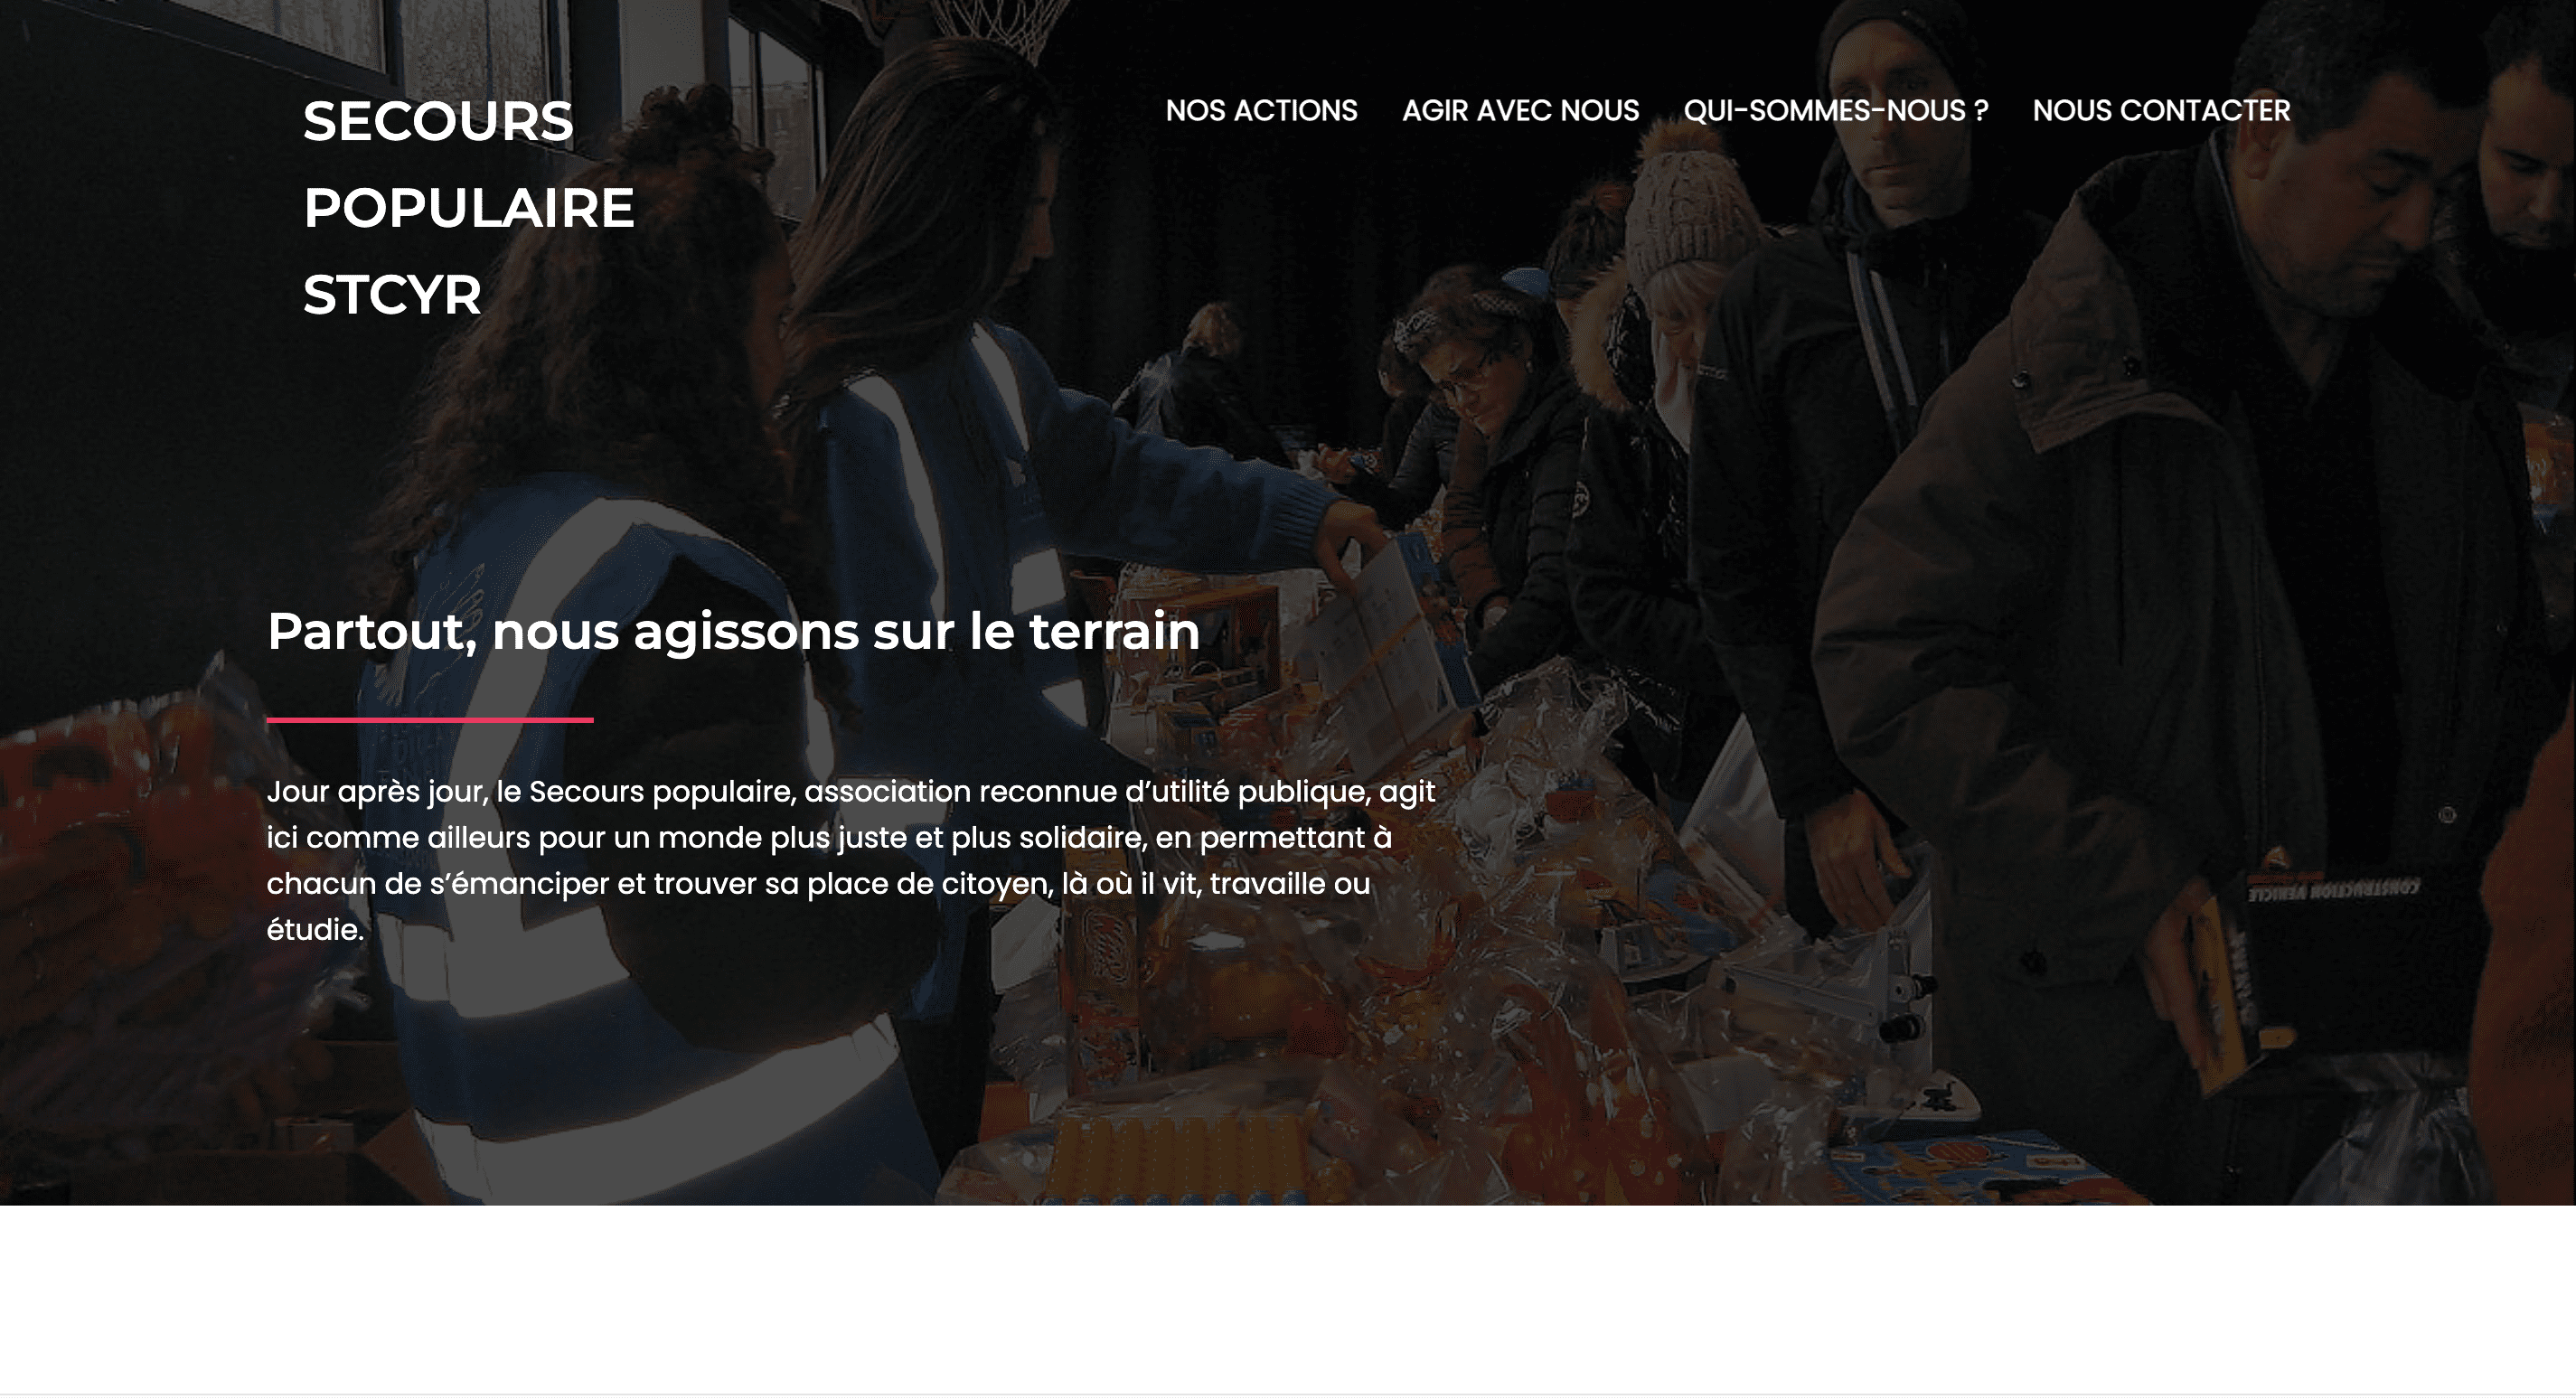 SECOURS
POPULAIRE
STCYR
NOS ACTIONS AGIR AVEC NOUS QUI-SOMMES-NOUS ? NOUS CONTACTER
Partout, nous agissons sur le terrain
Jour après jour, le Secours populaire, association reconnue d’utilité publique, agit
ici comme ailleurs pour un monde plus juste et plus solidaire, en permettant à
chacun de s’émanciper et trouver sa place de citoyen, là où il vit, travaille ou
étudie.
CONSTRUCTION VEHICLE